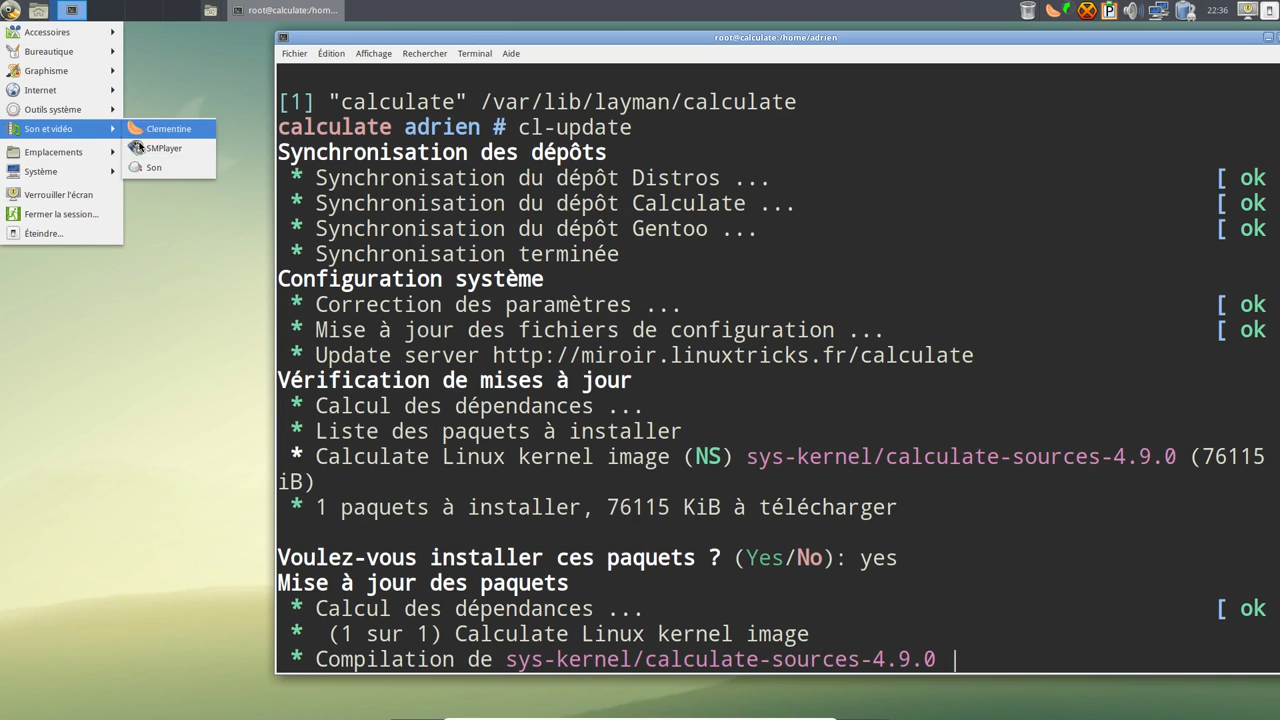 root@calculate:/hom...
22:36
Accessoires
Bureautique
Graphisme
Internet
Outils système
Son et vidéo
Emplacements
Système
Verrouiller l'écran
Fermer la session...
Éteindre...
Clementine
SMPlayer
Son
root@calculate:/home/adrien
Fichier Édition Affichage Rechercher Terminal Aide
[1] "calculate" /var/lib/layman/calculate
calculate adrien # cl-update
Synchronisation des dépôts
* Synchronisation du dépôt Distros ... [ ok
* Synchronisation du dépôt Calculate ... [ ok
* Synchronisation du dépôt Gentoo ... [ ok
* Synchronisation terminée
Configuration système
* Correction des paramètres ... [ ok
* Mise à jour des fichiers de configuration ... [ ok
* Update server http://miroir.linuxtricks.fr/calculate
Vérification de mises à jour
* Calcul des dépendances ...
* Liste des paquets à installer
* Calculate Linux kernel image (NS) sys-kernel/calculate-sources-4.9.0 (76115
iB)
* 1 paquets à installer, 76115 KiB à télécharger
Voulez-vous installer ces paquets ? (Yes/No): yes
Mise à jour des paquets
* Calcul des dépendances ... [ ok
* (1 sur 1) Calculate Linux kernel image
* Compilation de sys-kernel/calculate-sources-4.9.0 |